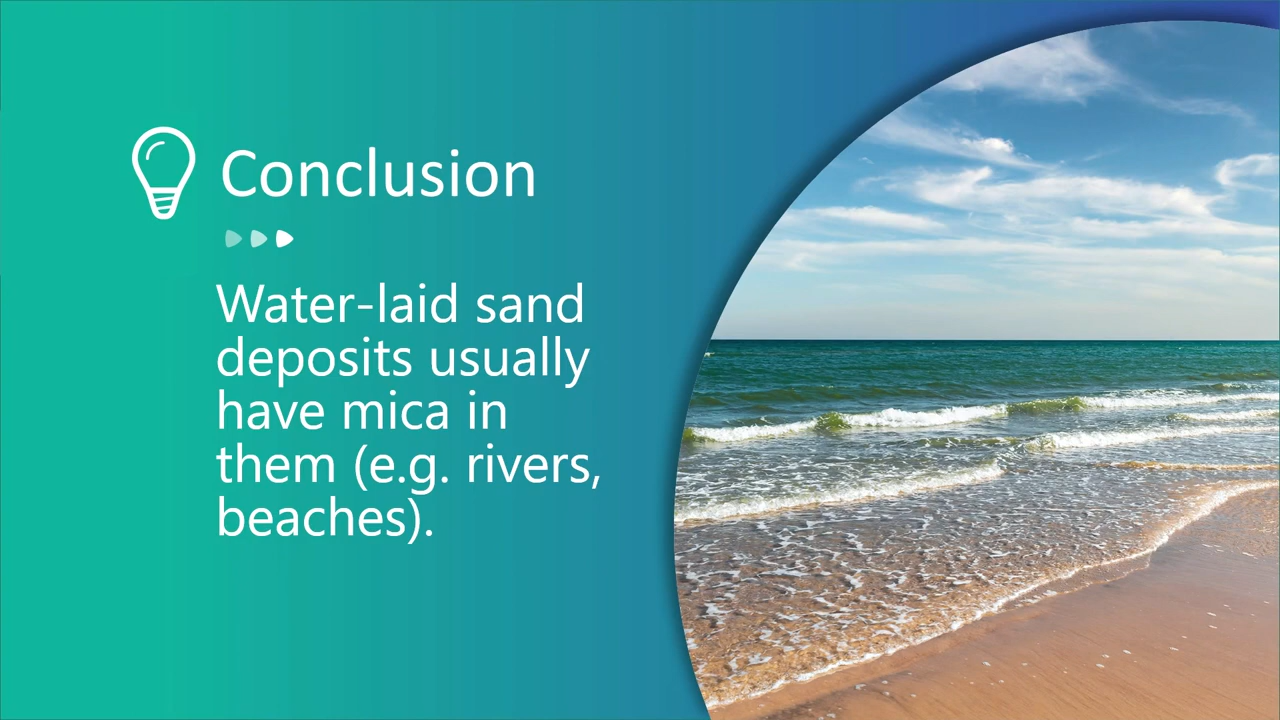 Conclusion
Water-laid sand
deposits usually
have mica in
them (e.g. rivers,
beaches).